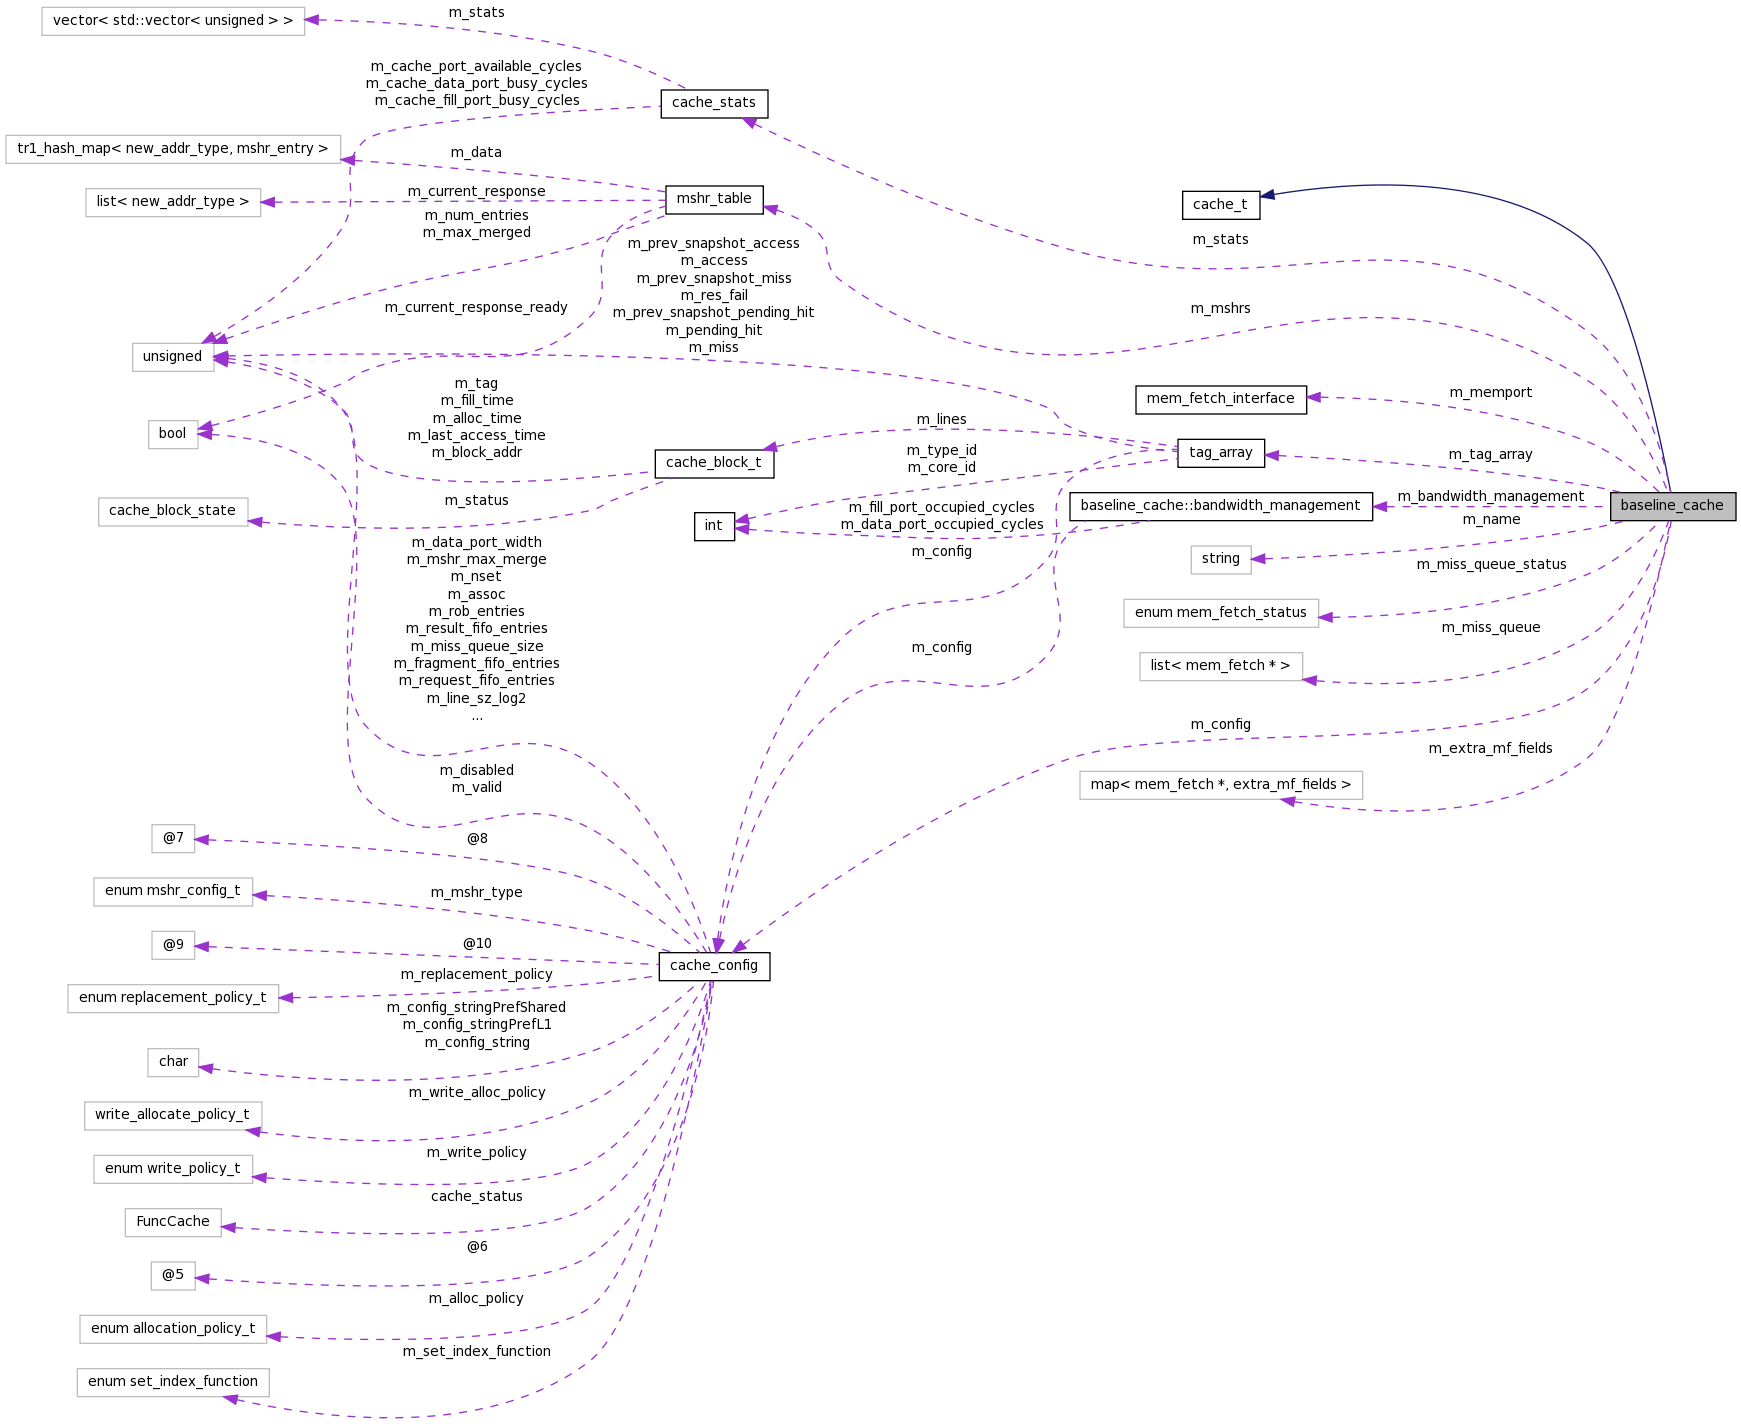 vector< std::vector< unsigned > >
m_stats
m_cache_port_available_cycles
m_cache_data_port_busy_cycles
m_cache_fill_port_busy_cycles
cache_stats
tr1_hash_map< new_addr_type, mshr_entry >
m_data
list< new_addr_type >
m_current_response
mshr_table
m_num_entries
m_max_merged
cache_t
m_stats
m_prev_snapshot_access
m_access
m_prev_snapshot_miss
m_res_fail
m_prev_snapshot_pending_hit
m_pending_hit
m_miss
m_current_response_ready
m_mshrs
unsigned
bool
m_tag
m_fill_time
m_alloc_time
m_last_access_time
m_block_addr
mem_fetch_interface
m_memport
m_lines
cache_block_t
m_type_id
m_core_id
tag_array
m_tag_array
cache_block_state
m_status
int
m_fill_port_occupied_cycles
m_data_port_occupied_cycles
baseline_cache::bandwidth_management
m_bandwidth_management
baseline_cache
m_name
string
m_config
m_miss_queue_status
enum mem_fetch_status
m_miss_queue
list< mem_fetch * >
m_config
m_data_port_width
m_mshr_max_merge
m_nset
m_assoc
m_rob_entries
m_result_fifo_entries
m_miss_queue_size
m_fragment_fifo_entries
m_request_fifo_entries
m_line_sz_log2
...
m_config
m_extra_mf_fields
map< mem_fetch *, extra_mf_fields >
m_disabled
m_valid
@7
@8
enum mshr_config_t
m_mshr_type
@9
@10
cache_config
enum replacement_policy_t
m_replacement_policy
m_config_stringPrefShared
m_config_stringPrefL1
m_config_string
char
write_allocate_policy_t
m_write_alloc_policy
enum write_policy_t
m_write_policy
FuncCache
cache_status
@5
@6
enum allocation_policy_t
m_alloc_policy
enum set_index_function
m_set_index_function